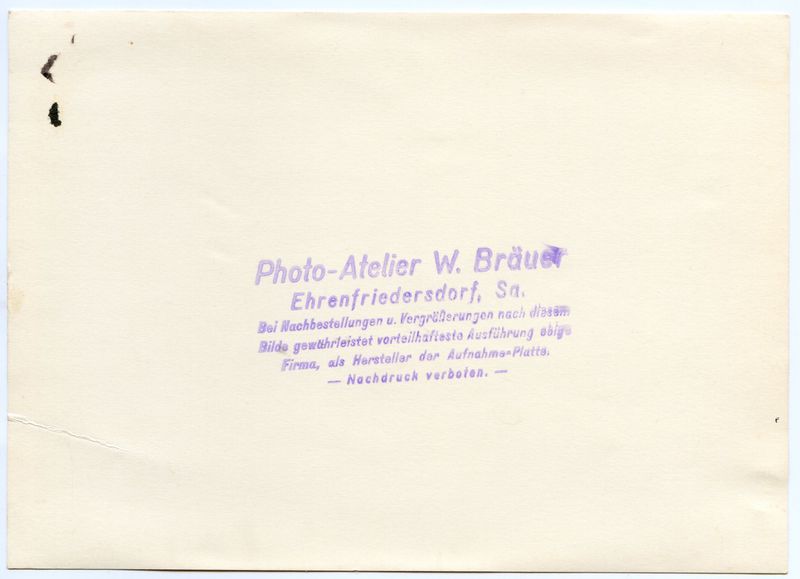 Photo-Atelier W. Bräuer
Ehrenfriedersdorf, Sa.
Bei Nachbestellungen u. Vergrößerungen nach diesem
Bilde gewährleistet vorteilhafteste Ausführung obige
Firma, als Hersteller der Aufnahme-Platte.
— Nachdruck verboten. —